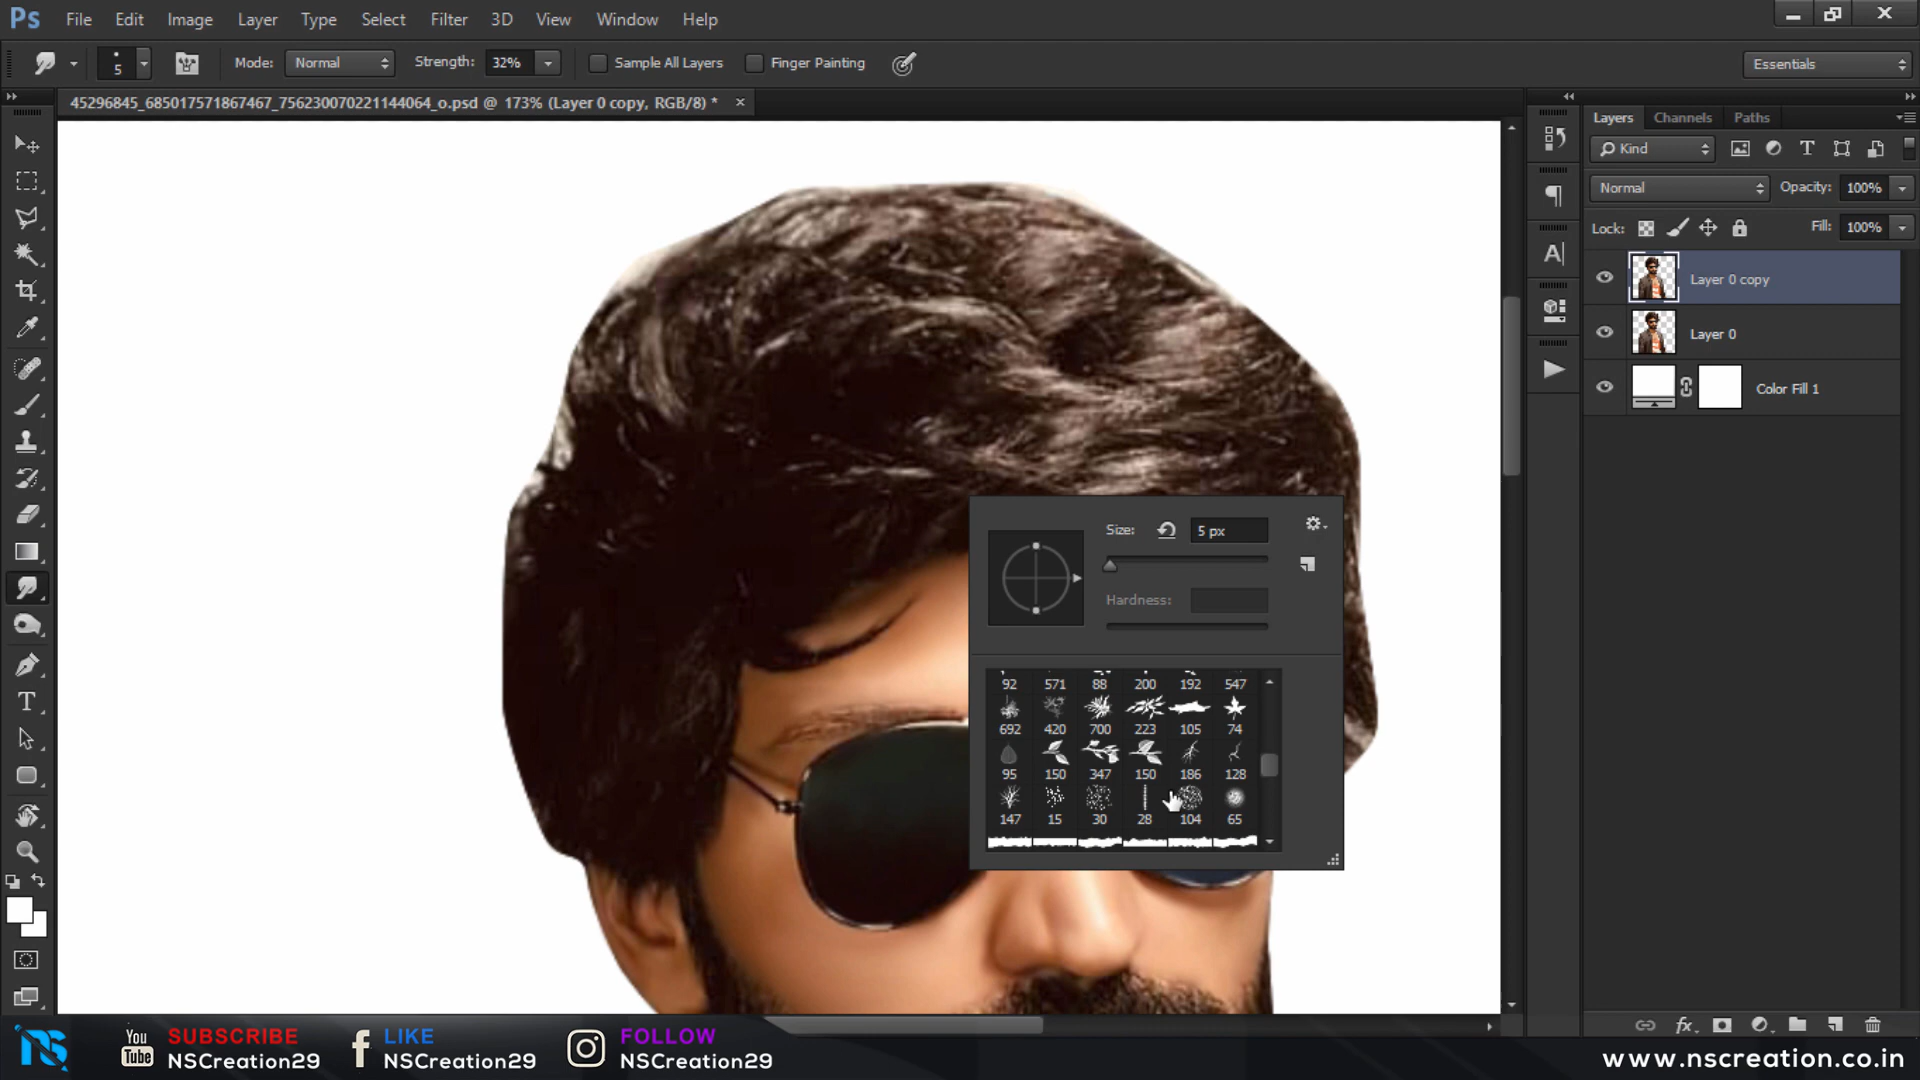 Ps File Edit Image Layer Type Select Filter 3D View Window Help
5 Mode: Normal Strength: 32% Sample All Layers Finger Painting Essentials
45296845_685017571867467_756230070221144064_o.psd @ 173% (Layer 0 copy, RGB/8) *
Layers Channels Paths
Kind
Normal Opacity: 100%
Lock: Fill: 100%
Layer 0 copy
Layer 0
Color Fill 1
Size: 5 px
Hardness:
92 571 88 200 192 547
692 420 700 223 105 74
95 150 347 150 186 128
147 15 30 28 104 65
NS
You Tube
SUBSCRIBE
NSCreation29
LIKE
NSCreation29
FOLLOW
NSCreation29
www.nscreation.co.in